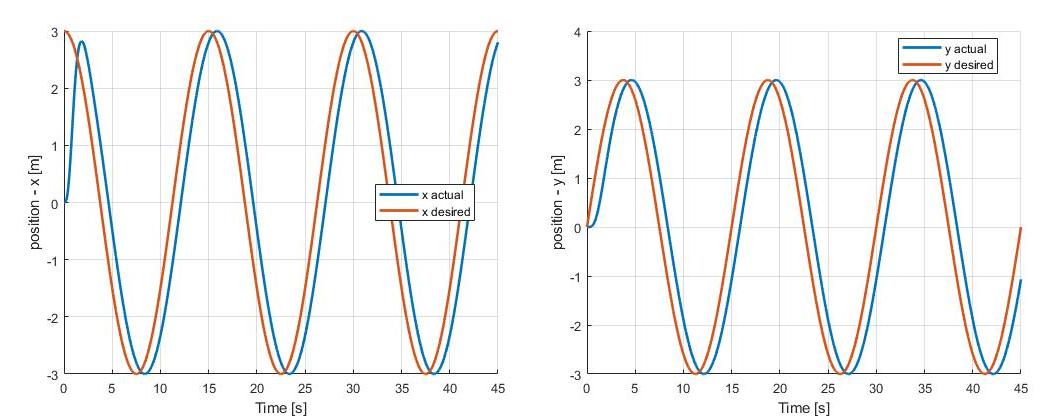 3
2
1
0
-1
-2
-3
0 5 10 15 20 25 30 35 40 45
Time [s]
position - x [m]
x actual
x desired
4
3
2
1
0
-1
-2
-3
0 5 10 15 20 25 30 35 40 45
Time [s]
position - y [m]
y actual
y desired